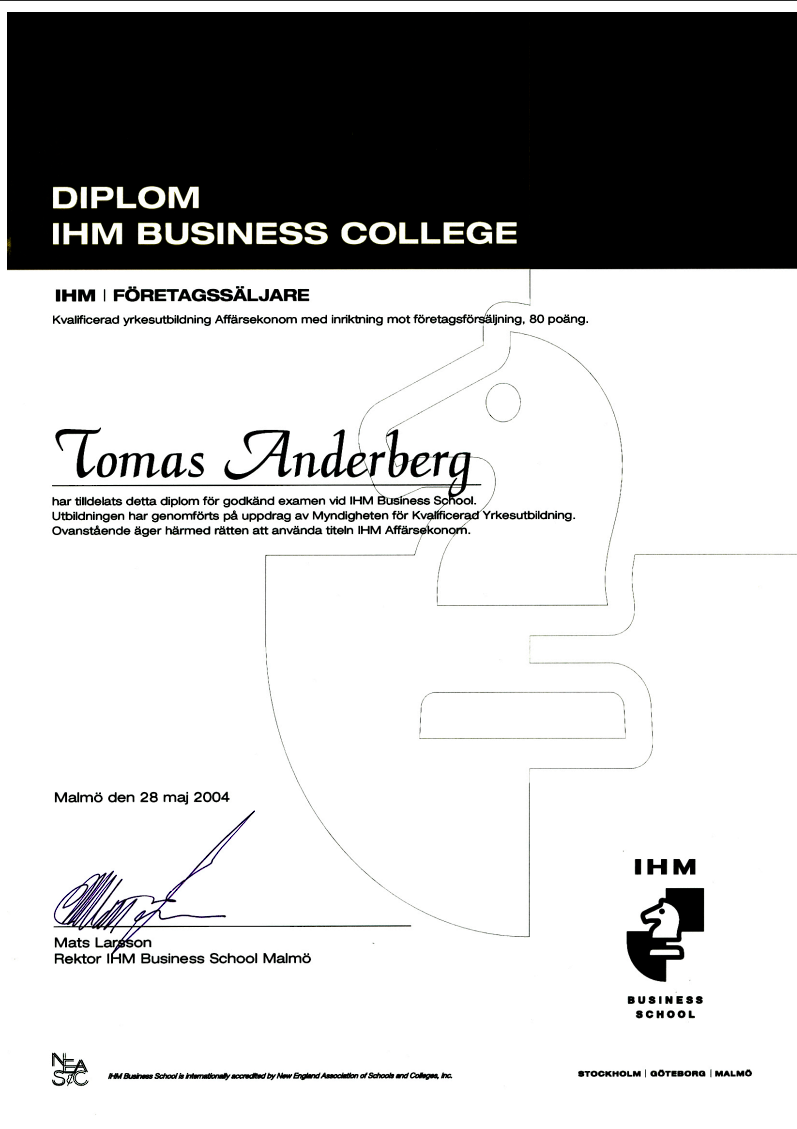 DIPLOM
IHM BUSINESS COLLEGE
IHM | FÖRETAGSSÄLJARE
Kvalificerad yrkesutbildning Affärsekonom med inriktning mot företagsförsäljning, 80 poäng.
Tomas Anderberg
har tilldelats detta diplom för godkänd examen vid IHM Business School.
Utbildningen har genomförts på uppdrag av Myndigheten för Kvalificerad Yrkesutbildning.
Ovanstående äger härmed rätten att använda titeln IHM Affärsekonom.
Malmö den 28 maj 2004
Mats Larsson
Rektor IHM Business School Malmö
IHM
BUSINESS
SCHOOL
NEA
S&C
IHM Business School is internationally accredited by New England Association of Schools and Colleges, Inc.
STOCKHOLM | GÖTEBORG | MALMÖ